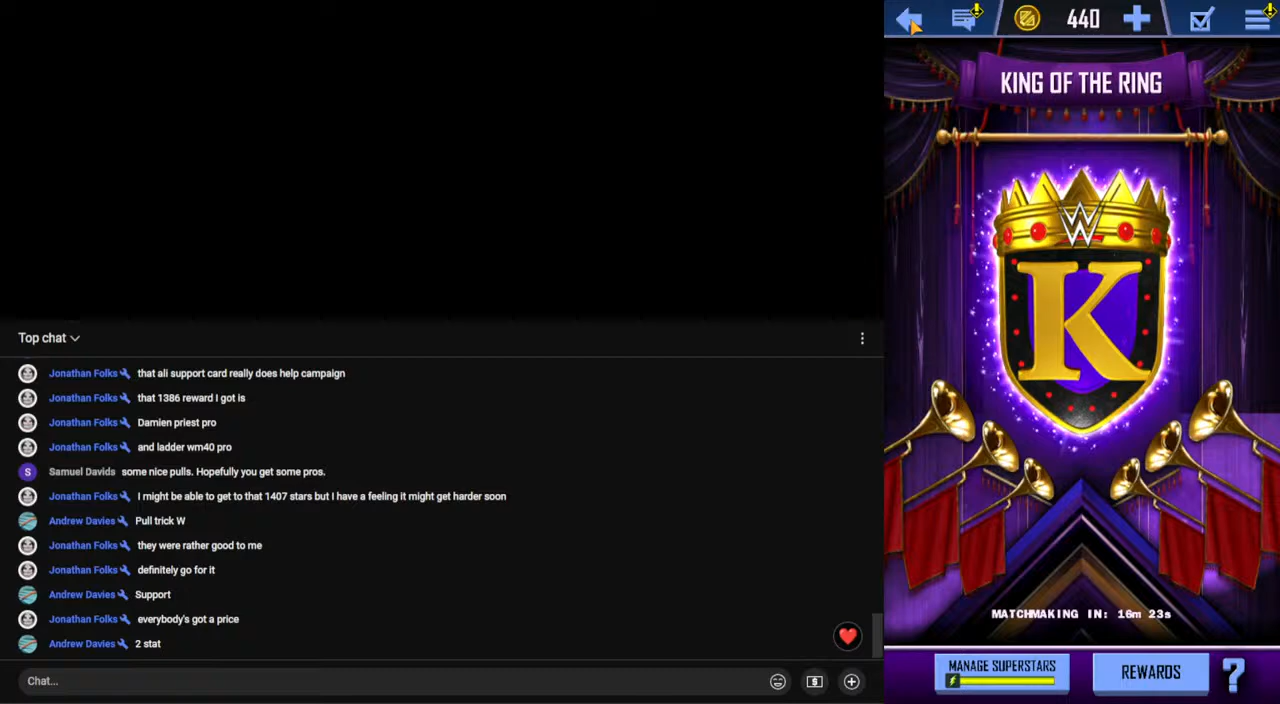 440
KING OF THE RING
W
K
Top chat
Jonathan Folks that ali support card really does help campaign
Jonathan Folks that 1386 reward I got is
Jonathan Folks Damien priest pro
Jonathan Folks and ladder wm40 pro
S Samuel Davids some nice pulls. Hopefully you get some pros.
Jonathan Folks I might be able to get to that 1407 stars but I have a feeling it might get harder soon
Andrew Davies Pull trick W
Jonathan Folks they were rather good to me
Jonathan Folks definitely go for it
Andrew Davies Support
Jonathan Folks everybody's got a price
Andrew Davies 2 stat
MATCHMAKING IN: 16m 23s
Chat...
MANAGE SUPERSTARS
REWARDS
?